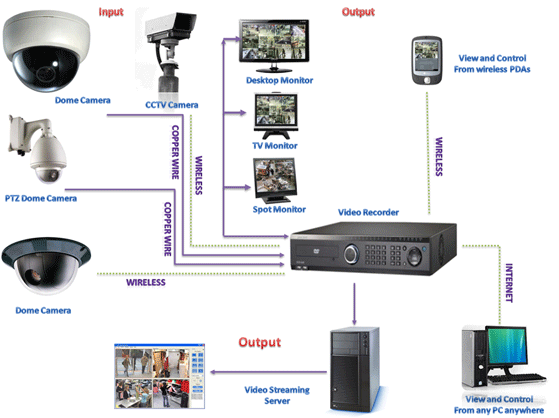 Input
Output
Dome Camera
CCTV Camera
Desktop Monitor
View and Control
From wireless PDAs
COPPER WIRE
WIRELESS
TV Monitor
WIRELESS
PTZ Dome Camera
COPPER WIRE
Spot Monitor
Video Recorder
WIRELESS
INTERNET
Dome Camera
Output
Video Streaming
Server
View and Control
From any PC anywhere